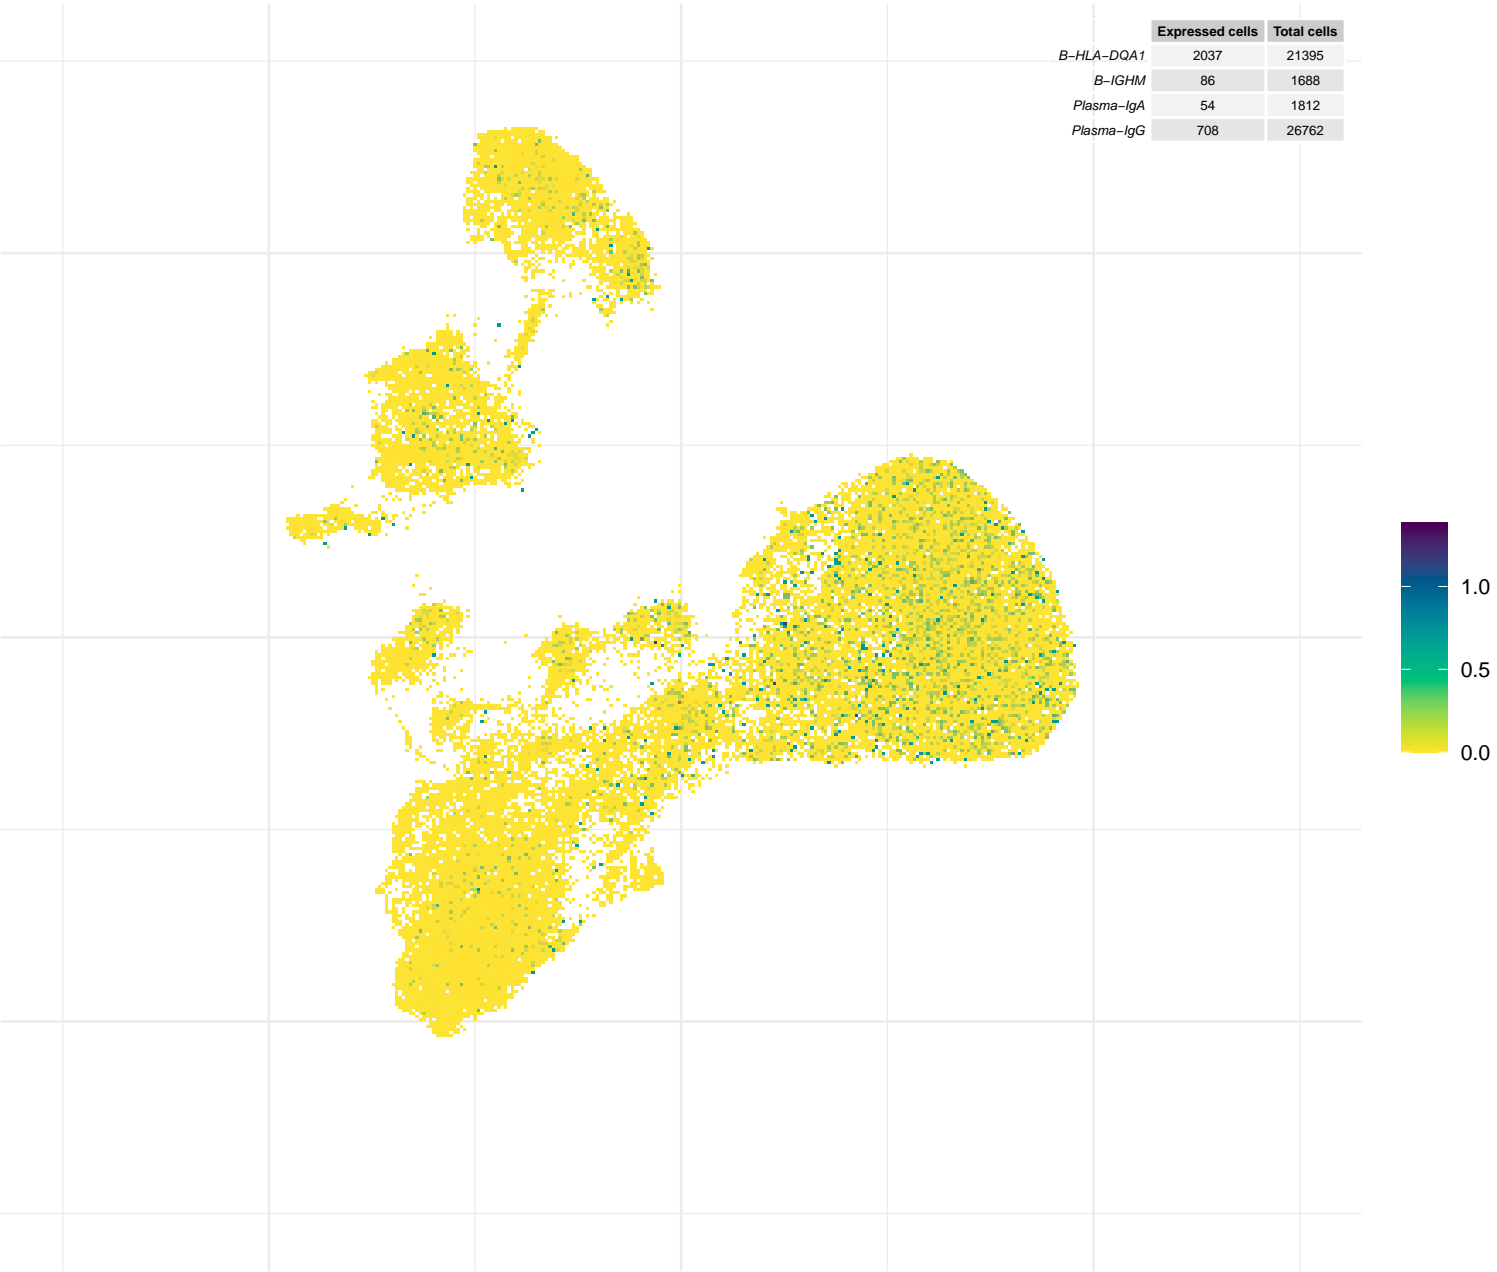 Expressed cells Total cells
B−HLA−DQA1 2037 21395
B−IGHM 86 1688
Plasma−IgA 54 1812
Plasma−IgG 708 26762
1.0
0.5
0.0